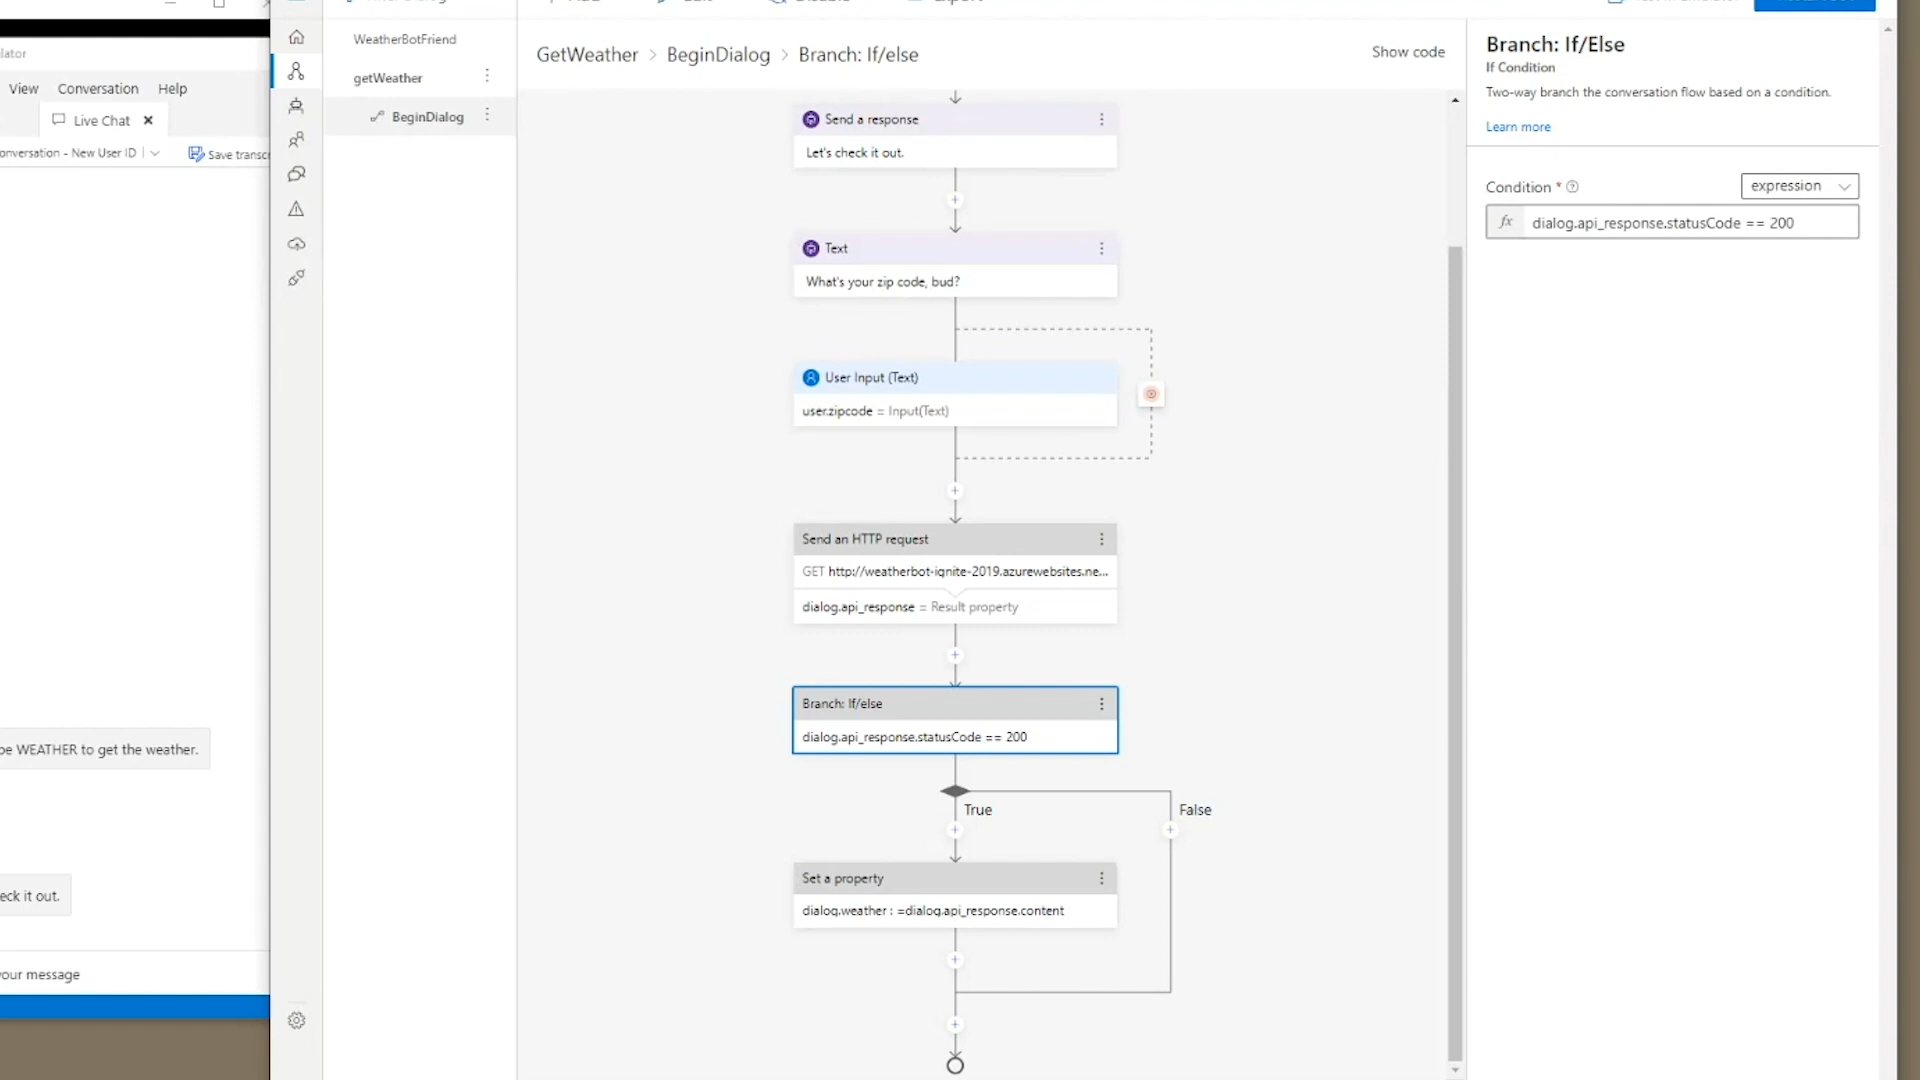 lator
View Conversation Help
Live Chat
onversation - New User ID
Save transcr
be WEATHER to get the weather.
eck it out.
your message
WeatherBotFriend
getWeather
BeginDialog
GetWeather > BeginDialog > Branch: If/else
Show code
Send a response
Let's check it out.
Text
What's your zip code, bud?
User Input (Text)
user.zipcode = Input(Text)
Send an HTTP request
GET http://weatherbot-ignite-2019.azurewebsites.ne...
dialog.api_response = Result property
Branch: If/else
dialog.api_response.statusCode == 200
True
False
Set a property
dialog.weather : =dialog.api_response.content
Branch: If/Else
If Condition
Two-way branch the conversation flow based on a condition.
Learn more
Condition *
expression
fx dialog.api_response.statusCode == 200